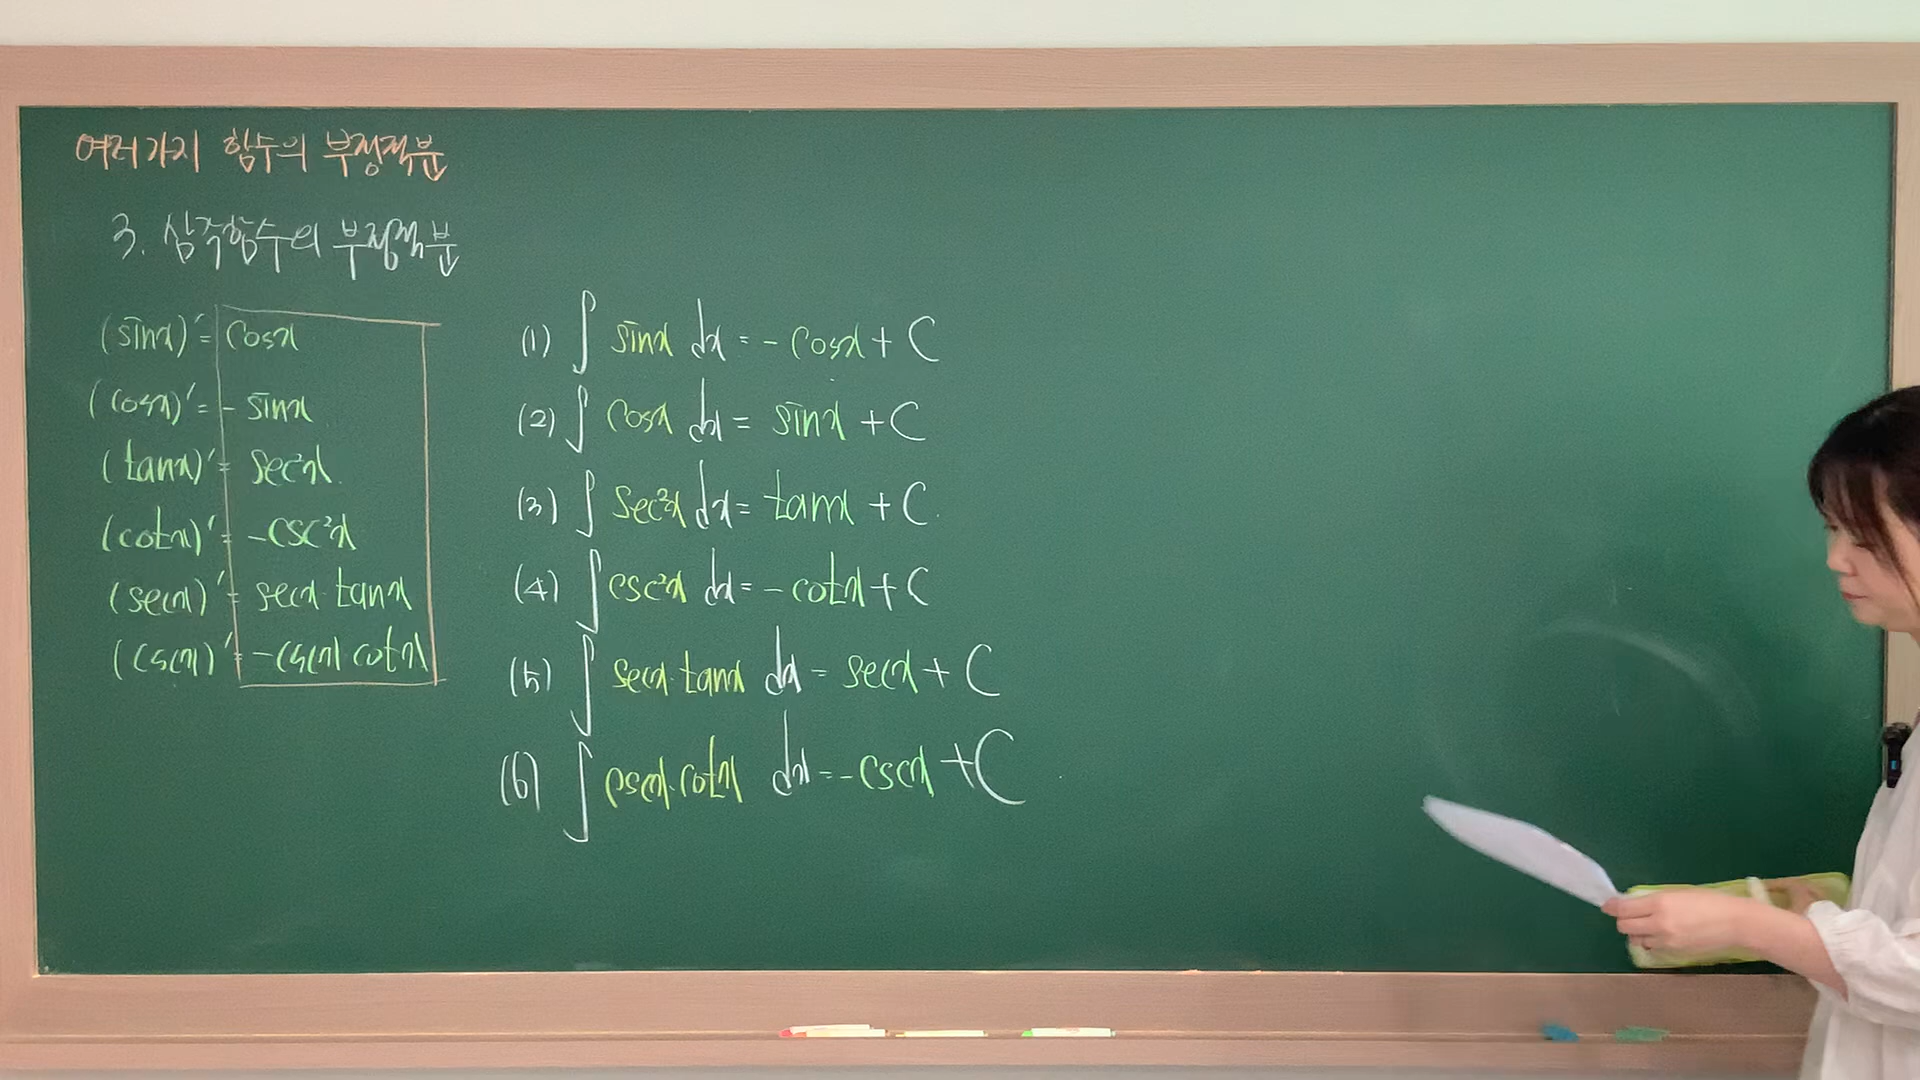 여러가지 함수의 부정적분
3. 삼각함수의 부정적분
(sinx)′= cosx
(cosx)′= - sinx
(tanx)′= sec²x
(cotx)′= -csc²x
(secx)′= secx·tanx
(cscx)′= -cscx cotx
(1) ∫ sinx dx = - cosx + C
(2) ∫ cosx dx = sinx + C
(3) ∫ sec²x dx = tanx + C
(4) ∫ csc²x dx = - cotx + C
(5) ∫ secx·tanx dx = secx + C
(6) ∫ cscx·cotx dx = - cscx + C